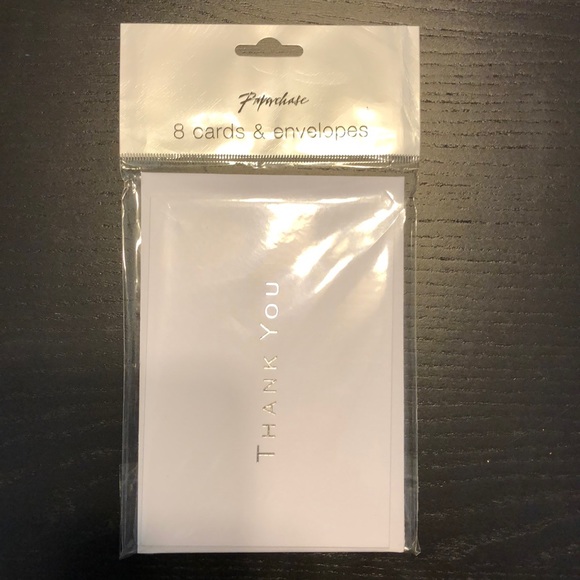 Paperchase
8 cards & envelopes
THANK YOU